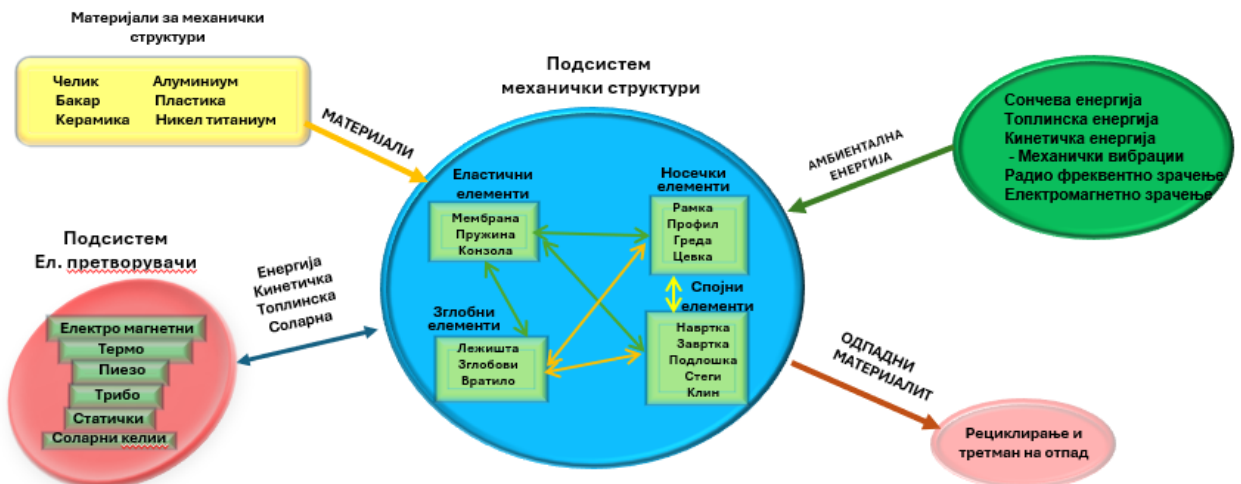 Материјали за механички
структури
Челик Алуминиум
Бакар Пластика
Керамика Никел титаниум
МАТЕРИЈАЛИ
Подсистем
механички структури
Еластични
елементи
Мембрана
Пружина
Конзола
Носечки
елементи
Рамка
Профил
Греда
Цевка
Зглобни
елементи
Лежишта
Зглобови
Вратило
Спојни
елементи
Навртка
Завртка
Подлошка
Стеги
Клин
АМБИЕНТАЛНА
ЕНЕРГИЈА
Сончева енергија
Топлинска енергија
Кинетичка енергија
- Механички вибрации
Радио фреквентно зрачење
Електромагнетно зрачење
Подсистем
Ел. претворувачи
Електро магнетни
Термо
Пиезо
Трибо
Статички
Соларни келии
Енергија
Кинетичка
Топлинска
Соларна
ОДПАДНИ
МАТЕРИЈАЛИТ
Рециклирање и
третман на отпад